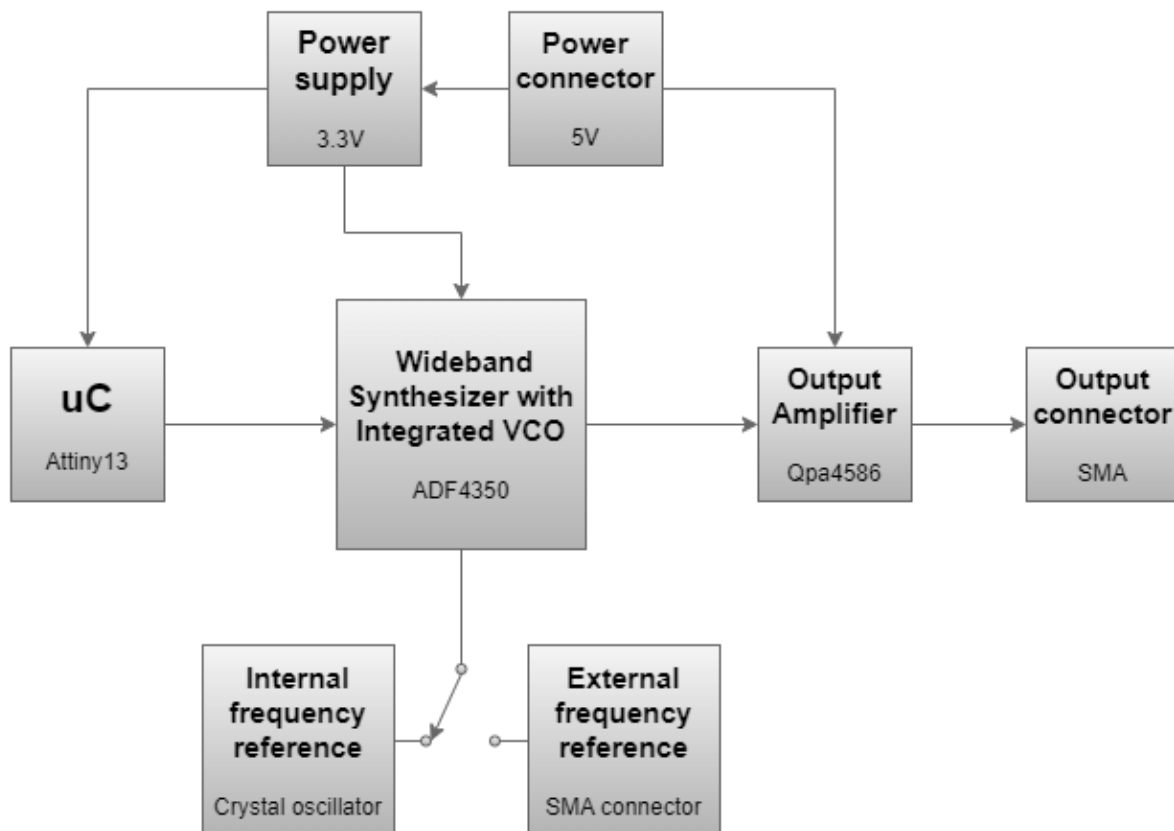 Power
supply
3.3V
Power
connector
5V
uC
Attiny13
Wideband
Synthesizer with
Integrated VCO
ADF4350
Output
Amplifier
Qpa4586
Output
connector
SMA
Internal
frequency
reference
Crystal oscillator
External
frequency
reference
SMA connector